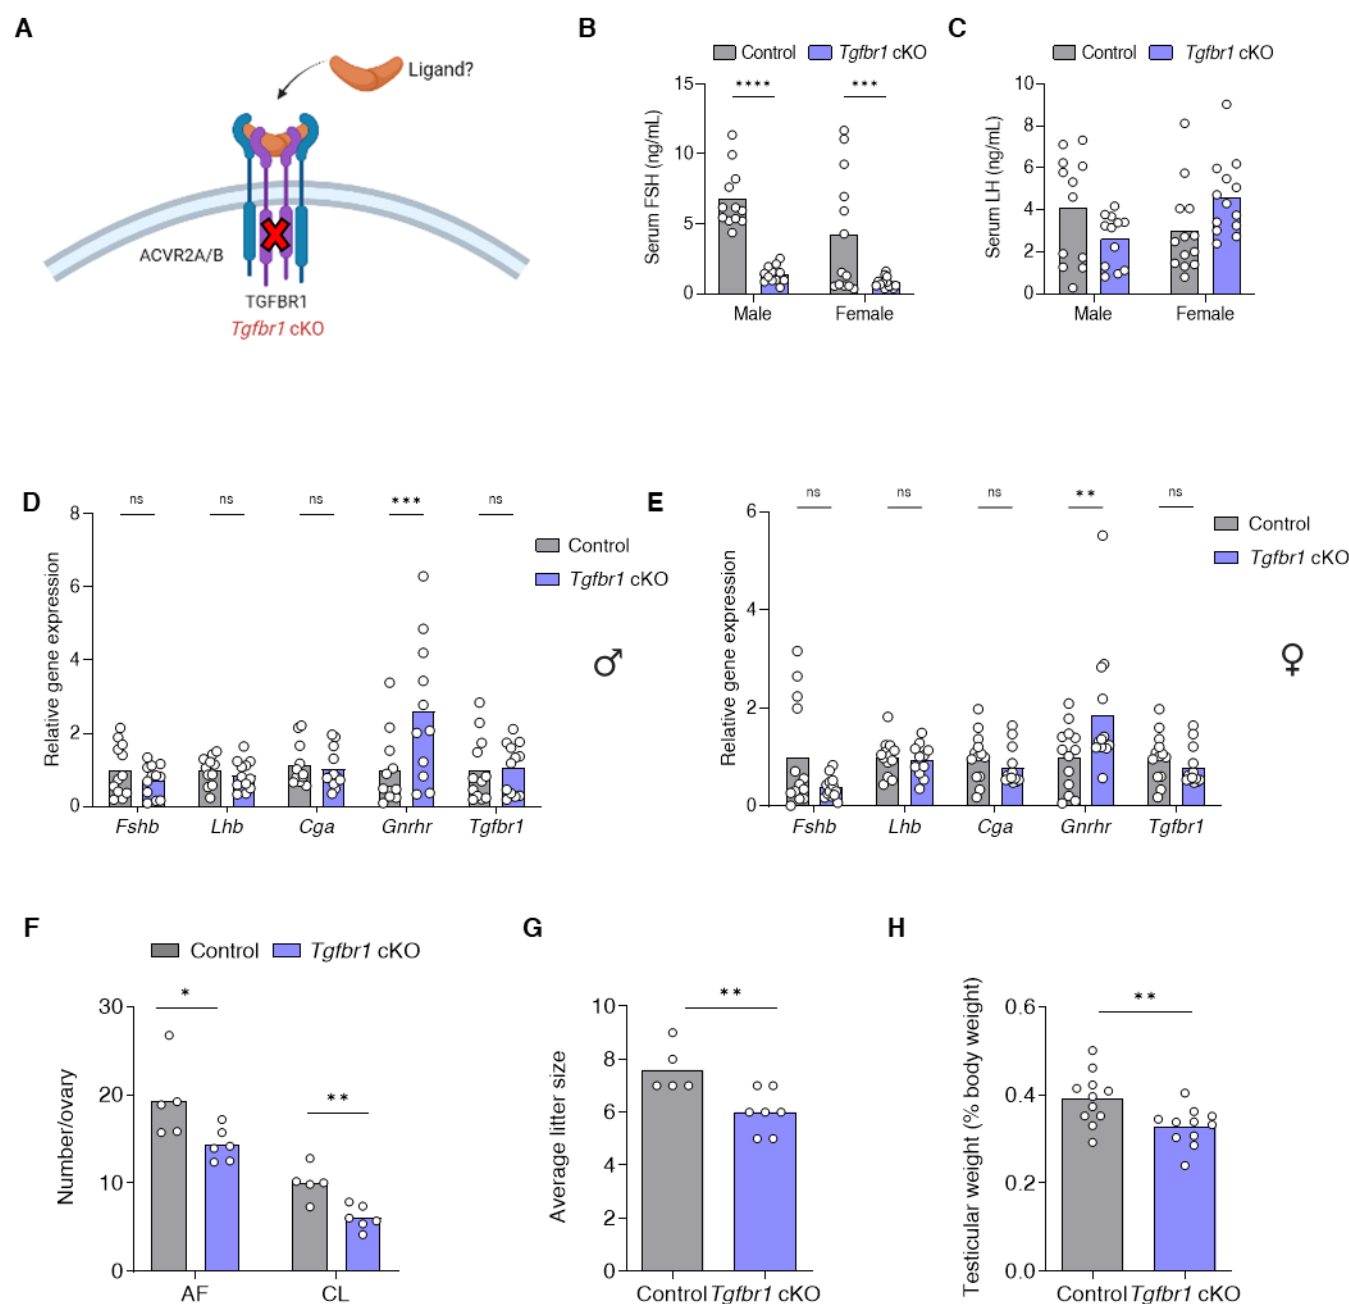 A
Ligand?
ACVR2A/B
TGFBR1
Tgfbr1 cKO
B
Control Tgfbr1 cKO
**** ***
Serum FSH (ng/mL)
15
10
5
0
Male Female
C
Control Tgfbr1 cKO
Serum LH (ng/mL)
10
8
6
4
2
0
Male Female
D
ns ns ns *** ns
Relative gene expression
8
6
4
2
0
Fshb Lhb Cga Gnrhr Tgfbr1
Control
Tgfbr1 cKO
♂
E
ns ns ns ** ns
Relative gene expression
6
4
2
0
Fshb Lhb Cga Gnrhr Tgfbr1
Control
Tgfbr1 cKO
♀
F
Control Tgfbr1 cKO
* **
Number/ovary
30
20
10
0
AF CL
G
**
Average litter size
10
8
6
4
2
0
Control Tgfbr1 cKO
H
**
Testicular weight (% body weight)
0.6
0.4
0.2
0.0
Control Tgfbr1 cKO